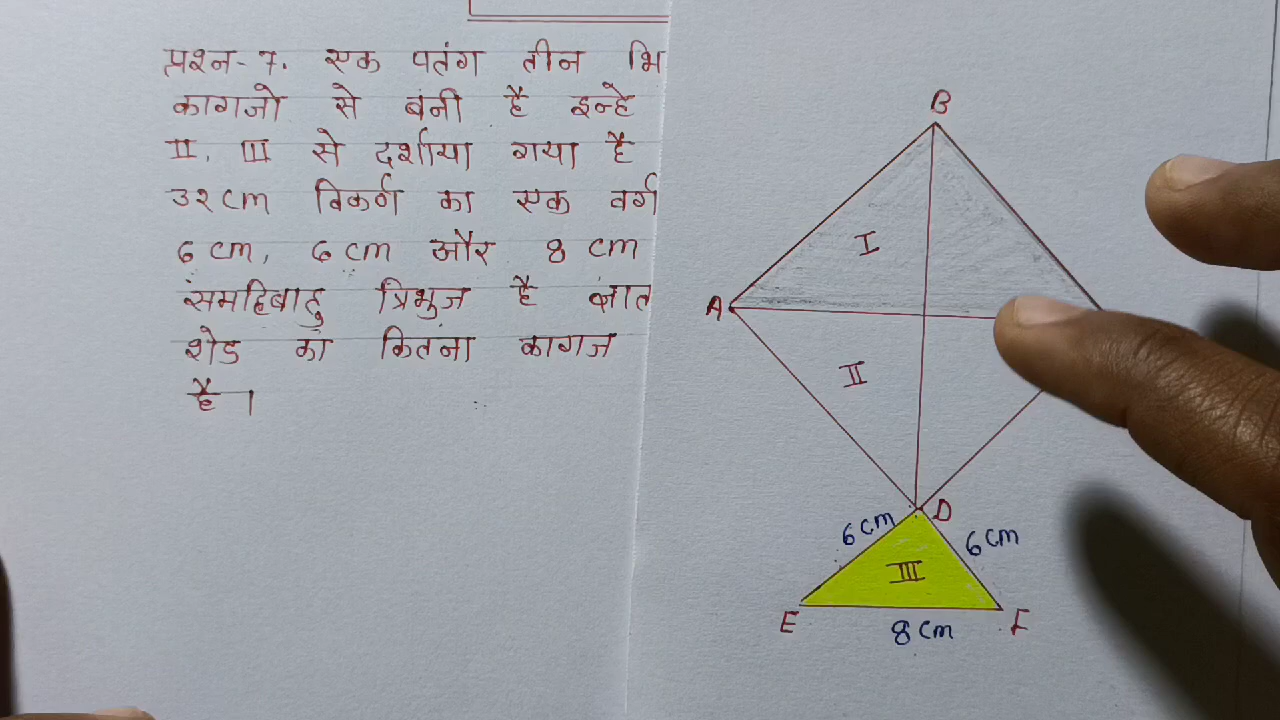 प्रश्न-7. एक पतंग तीन भि
कागजो से बनी है इन्हे
II, III से दर्शाया गया है
32 cm विकर्ण का एक वर्ग
6 cm, 6 cm और 8 cm
समद्विबाहु त्रिभुज है ज्ञात
शेड का कितना कागज
है।
B
I
A
II
D
6 cm
6 cm
III
E
F
8 cm